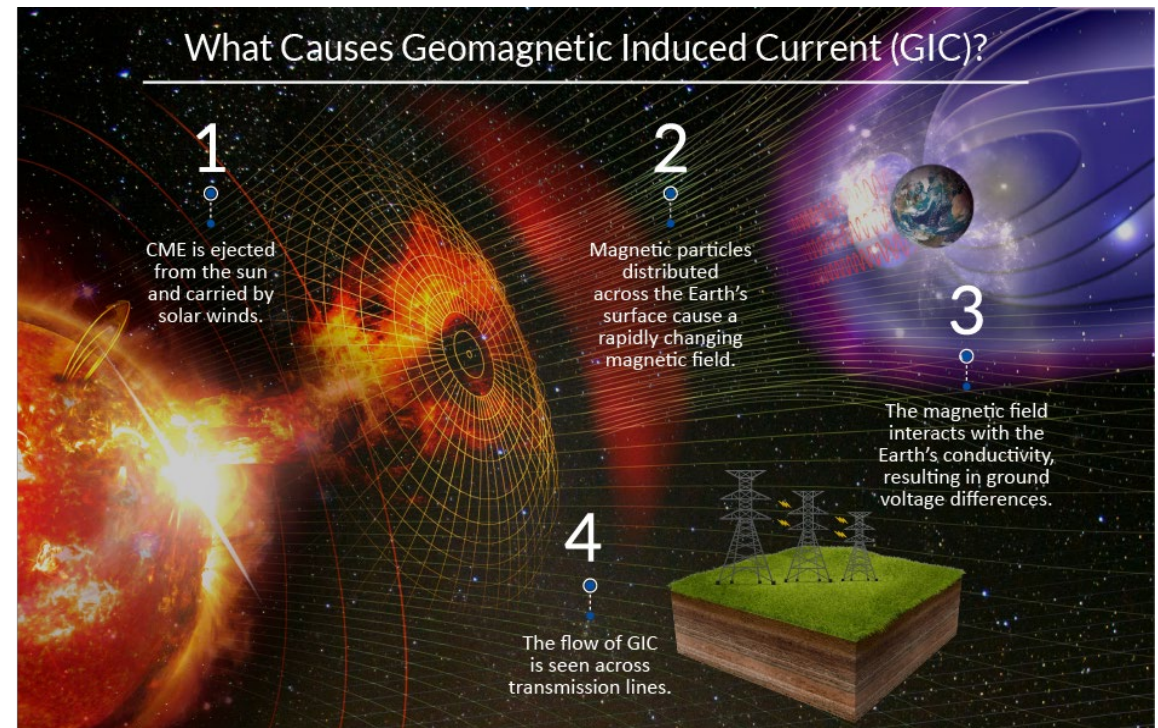 What Causes Geomagnetic Induced Current (GIC)?
1
CME is ejected
from the sun
and carried by
solar winds.
2
Magnetic particles
distributed
across the Earth's
surface cause a
rapidly changing
magnetic field.
3
The magnetic field
interacts with the
Earth's conductivity,
resulting in ground
voltage differences.
4
The flow of GIC
is seen across
transmission lines.